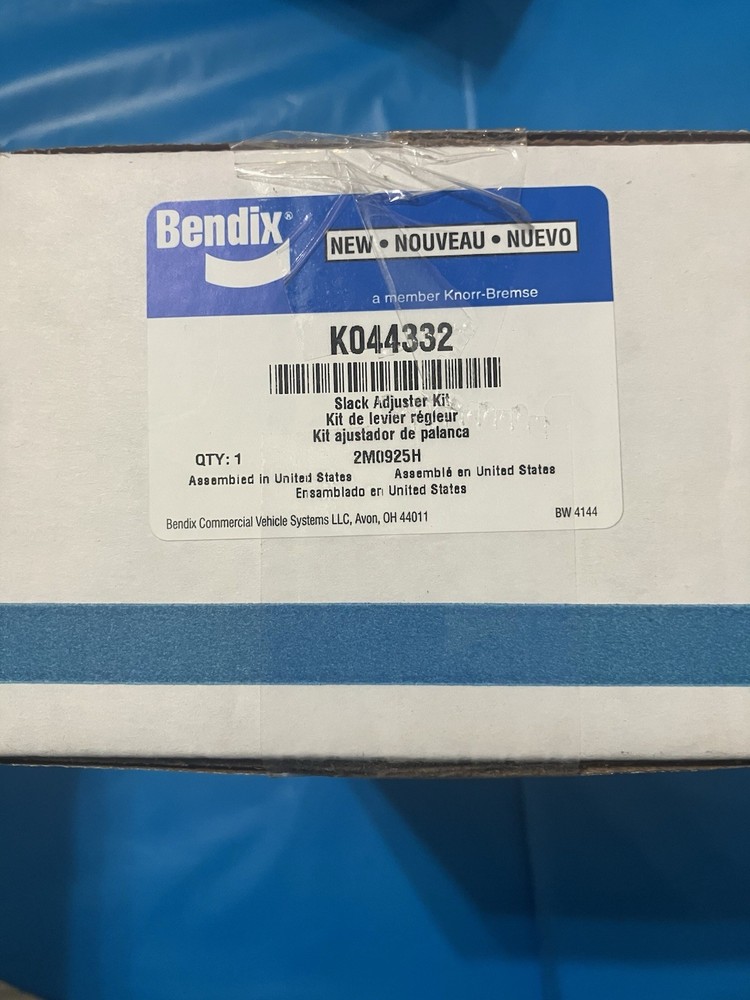 Bendix®
NEW • NOUVEAU • NUEVO
a member Knorr-Bremse
K044332
Slack Adjuster Kit
Kit de levier régleur
Kit ajustador de palanca
QTY: 1 2M0925H
Assembied in United States Assemblé en United States
Ensamblado en United States
Bendix Commercial Vehicle Systems LLC, Avon, OH 44011 BW 4144